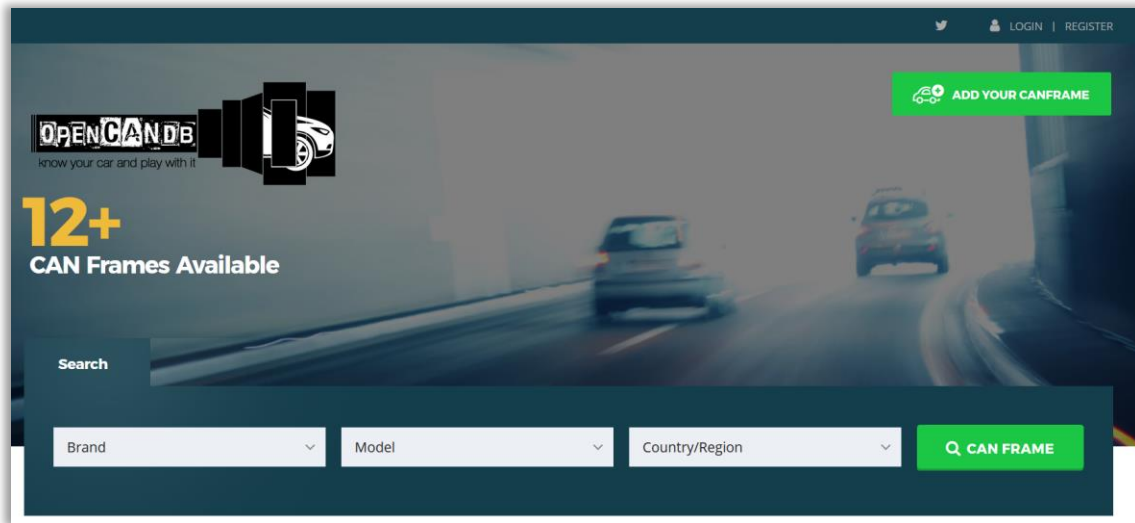 LOGIN | REGISTER
ADD YOUR CANFRAME
OPENCANDB
know your car and play with it
12+
CAN Frames Available
Search
Brand
Model
Country/Region
CAN FRAME